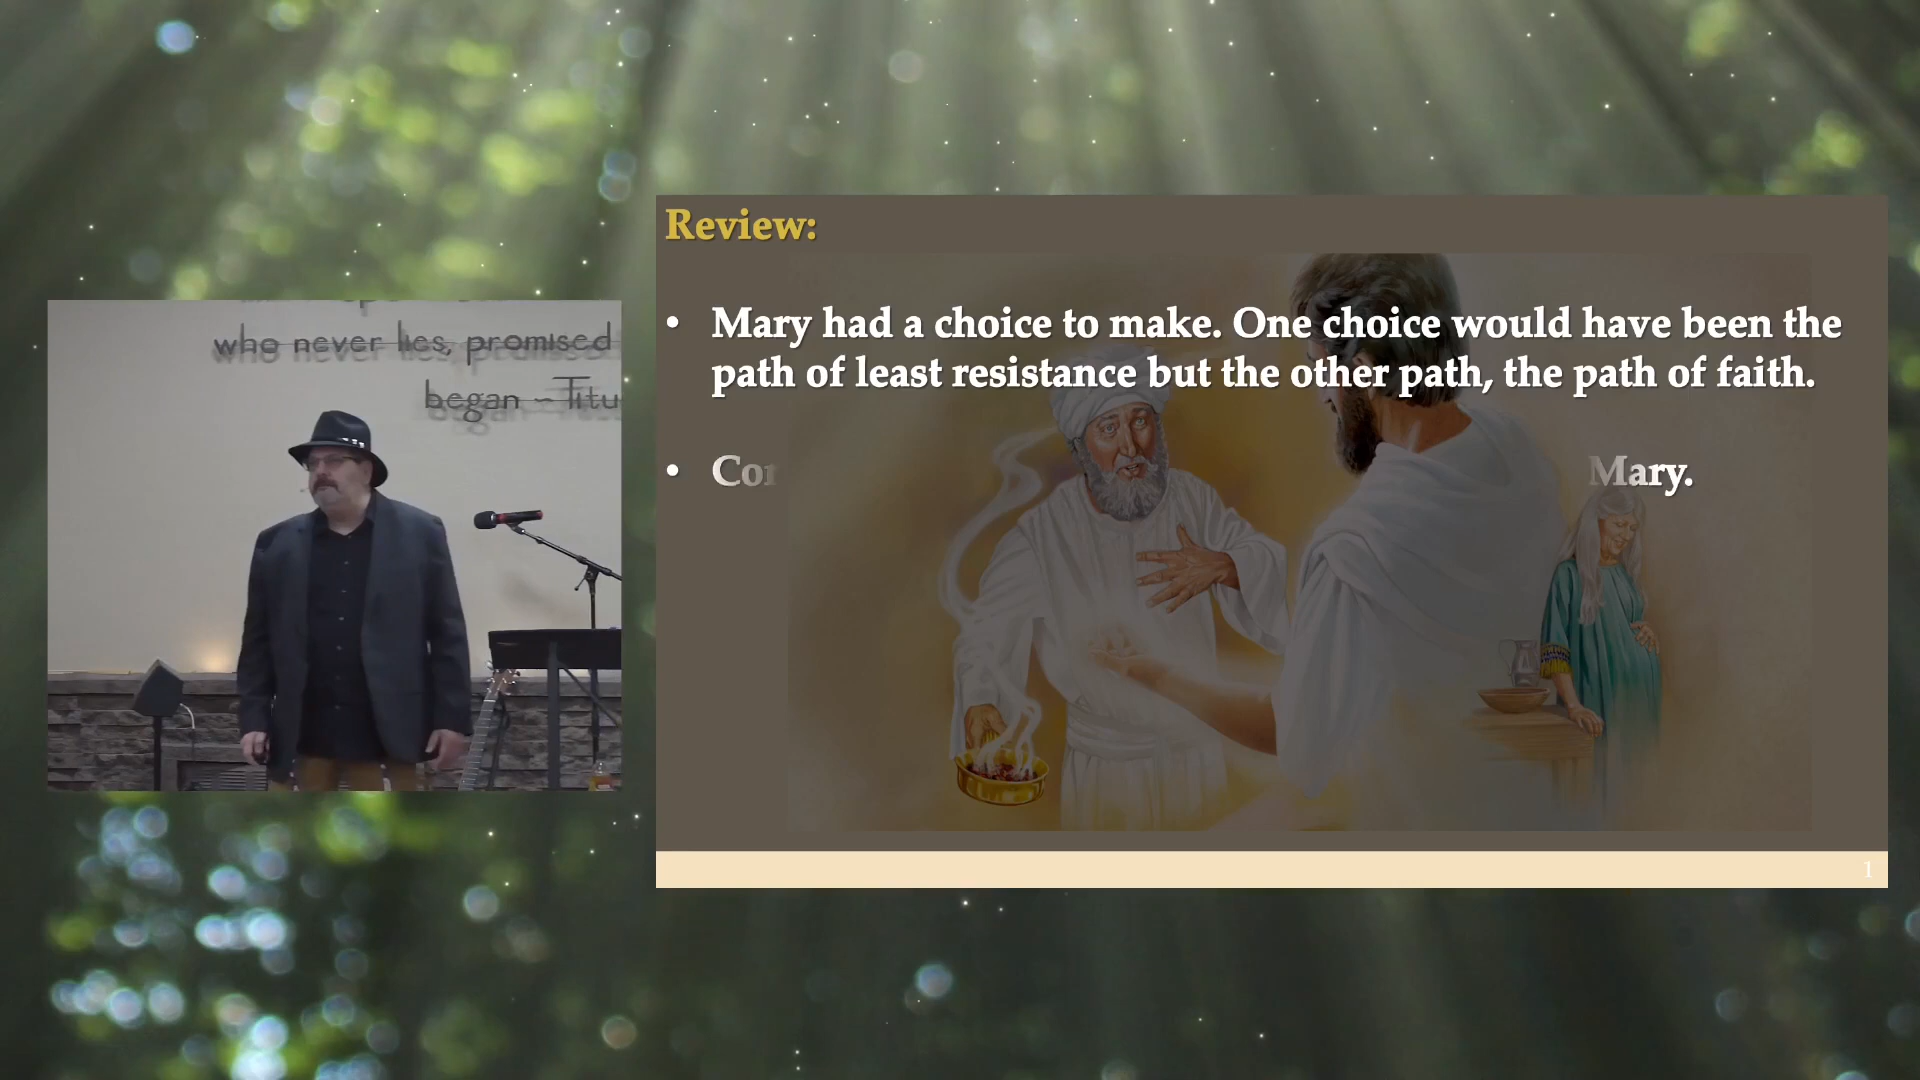 who never lies, promised
began ~ Titu
Review:
• Mary had a choice to make. One choice would have been the
path of least resistance but the other path, the path of faith.
• Mary.
1